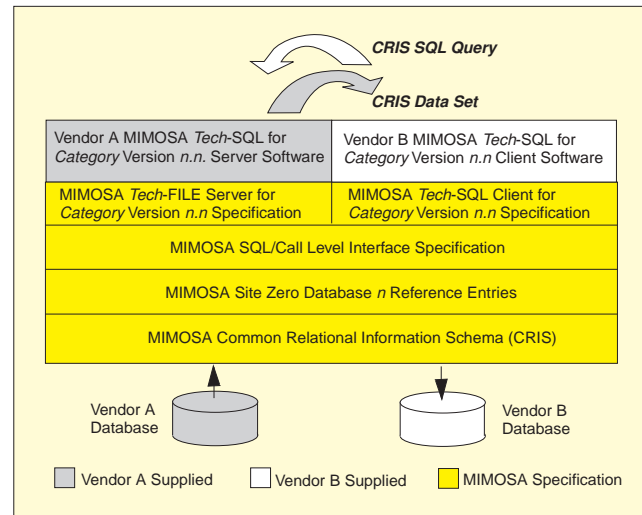 CRIS SQL Query
CRIS Data Set
Vendor A MIMOSA Tech-SQL for
Category Version n.n. Server Software
Vendor B MIMOSA Tech-SQL for
Category Version n.n Client Software
MIMOSA Tech-FILE Server for
Category Version n.n Specification
MIMOSA Tech-SQL Client for
Category Version n.n Specification
MIMOSA SQL/Call Level Interface Specification
MIMOSA Site Zero Database n Reference Entries
MIMOSA Common Relational Information Schema (CRIS)
Vendor A
Database
Vendor B
Database
Vendor A Supplied
Vendor B Supplied
MIMOSA Specification